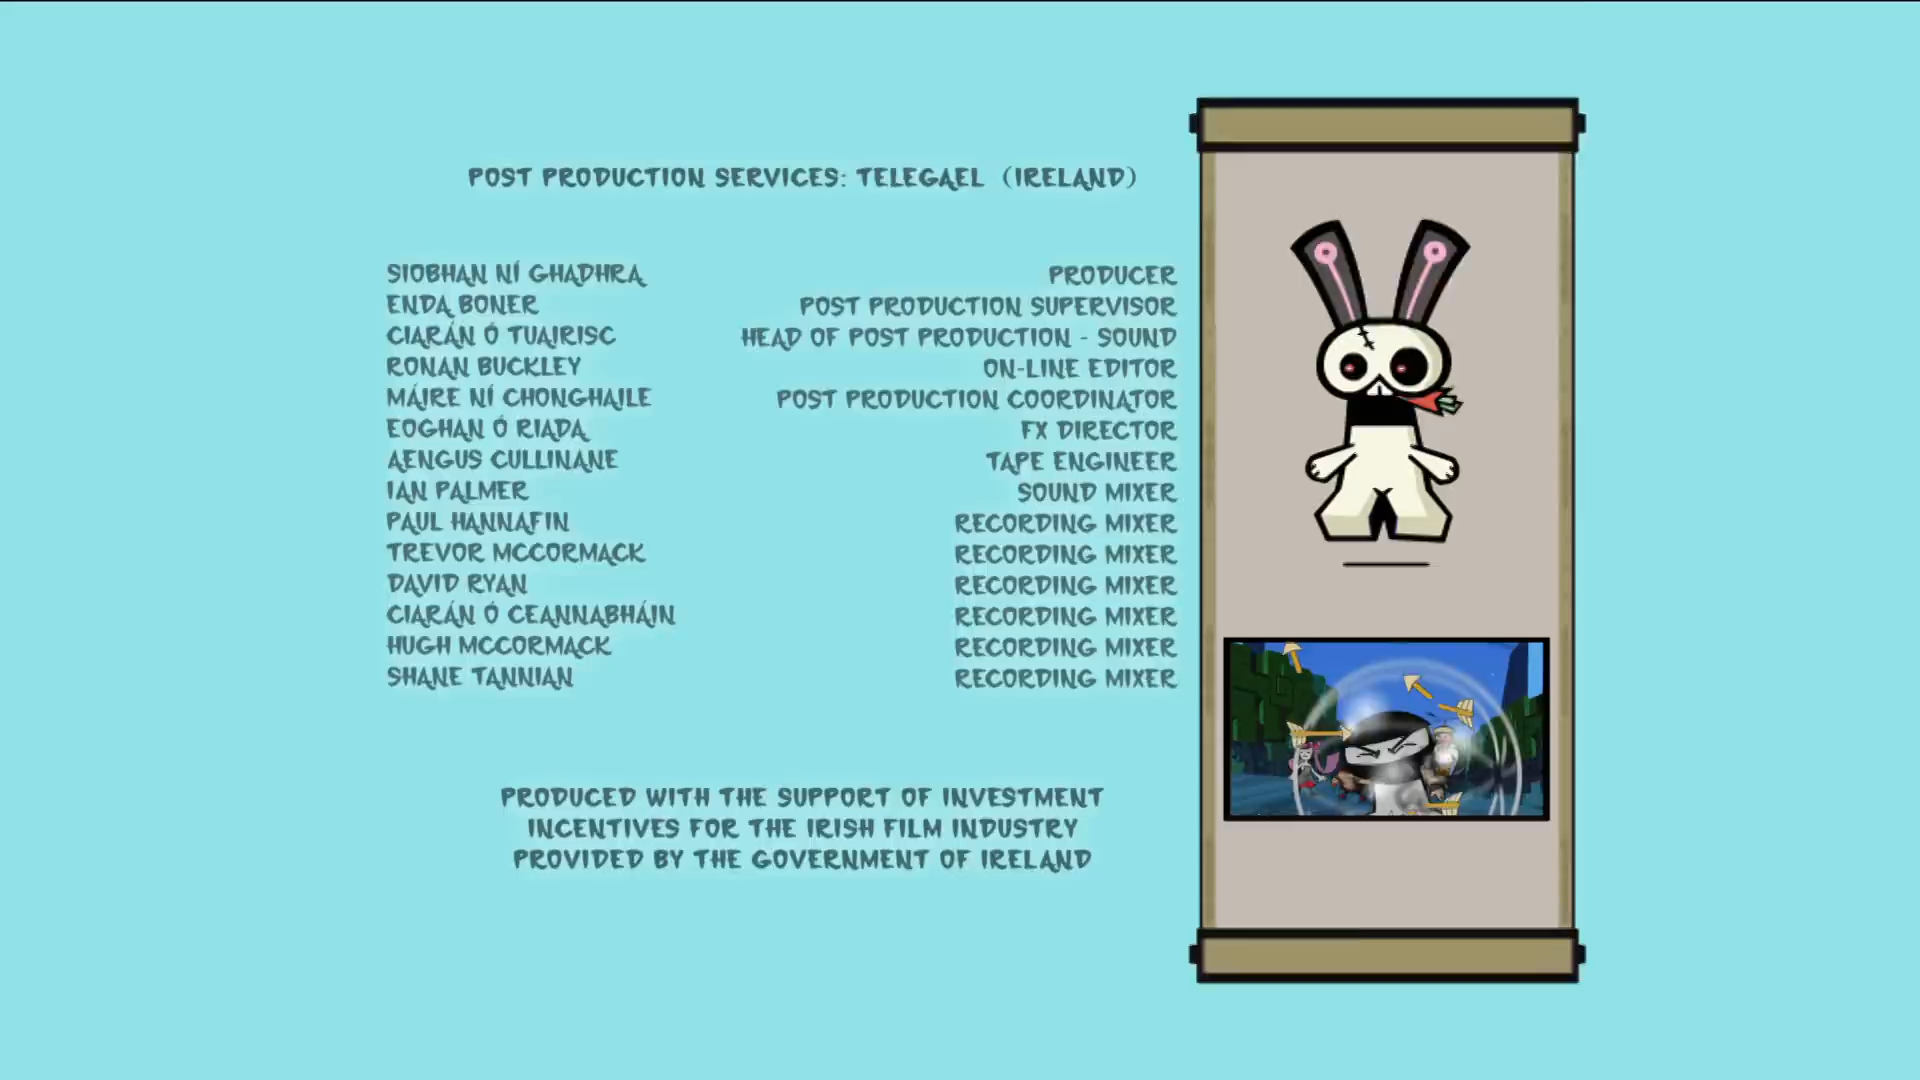 POST PRODUCTION SERVICES: TELEGAEL (IRELAND)
SIOBHAN NÍ GHADHRA PRODUCER
ENDA BONER POST PRODUCTION SUPERVISOR
CIARÁN Ó TUAIRISC HEAD OF POST PRODUCTION - SOUND
RONAN BUCKLEY ON-LINE EDITOR
MÁIRE NÍ CHONGHAILE POST PRODUCTION COORDINATOR
EOGHAN Ó RIADA FX DIRECTOR
AENGUS CULLINANE TAPE ENGINEER
IAN PALMER SOUND MIXER
PAUL HANNAFIN RECORDING MIXER
TREVOR MCCORMACK RECORDING MIXER
DAVID RYAN RECORDING MIXER
CIARÁN Ó CEANNABHÁIN RECORDING MIXER
HUGH MCCORMACK RECORDING MIXER
SHANE TANNIAN RECORDING MIXER
PRODUCED WITH THE SUPPORT OF INVESTMENT
INCENTIVES FOR THE IRISH FILM INDUSTRY
PROVIDED BY THE GOVERNMENT OF IRELAND